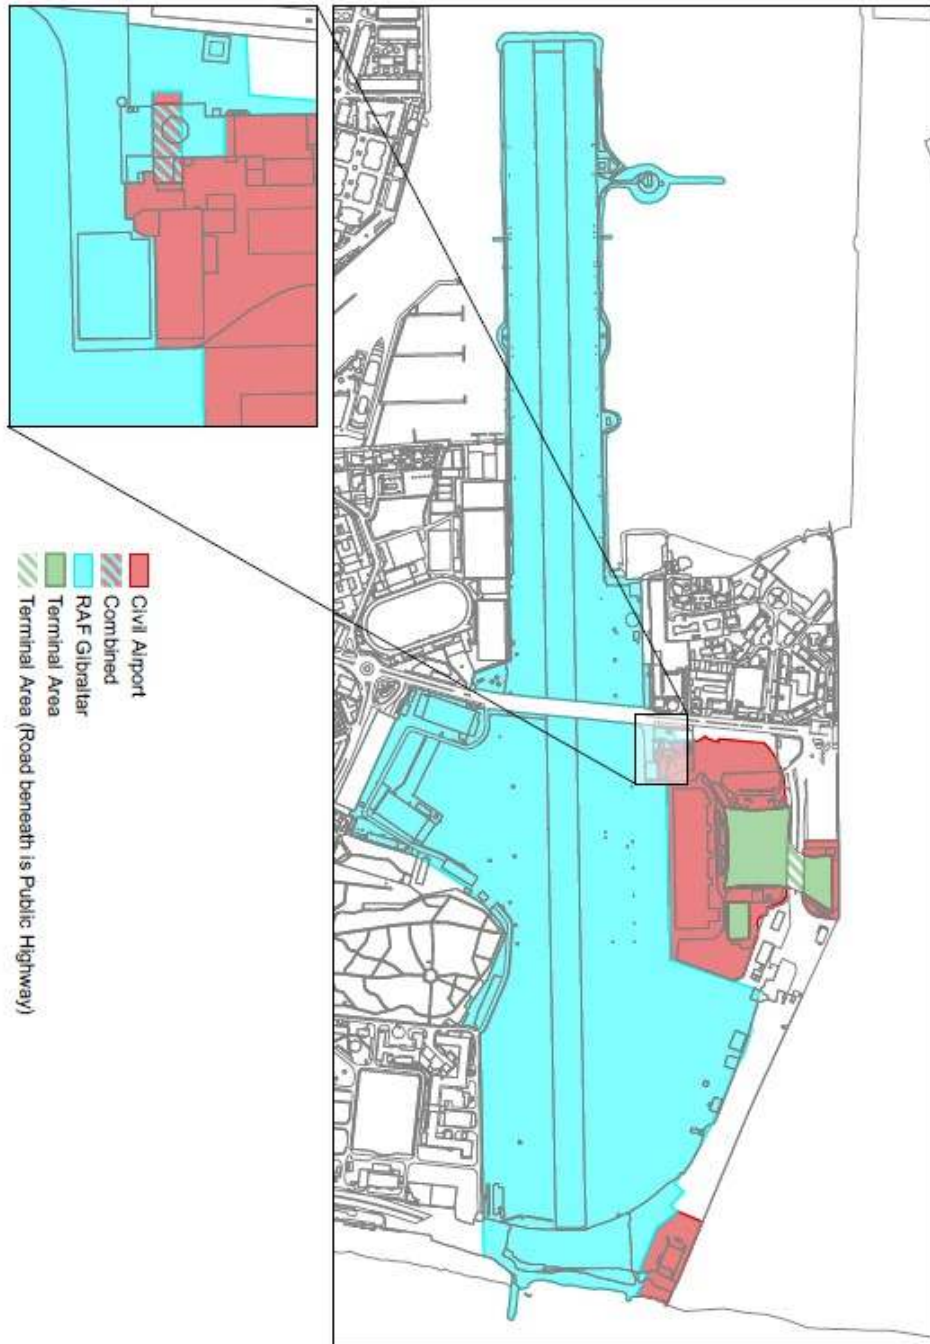 Civil Airport
Combined
RAF Gibraltar
Terminal Area
Terminal Area (Road beneath is Public Highway)